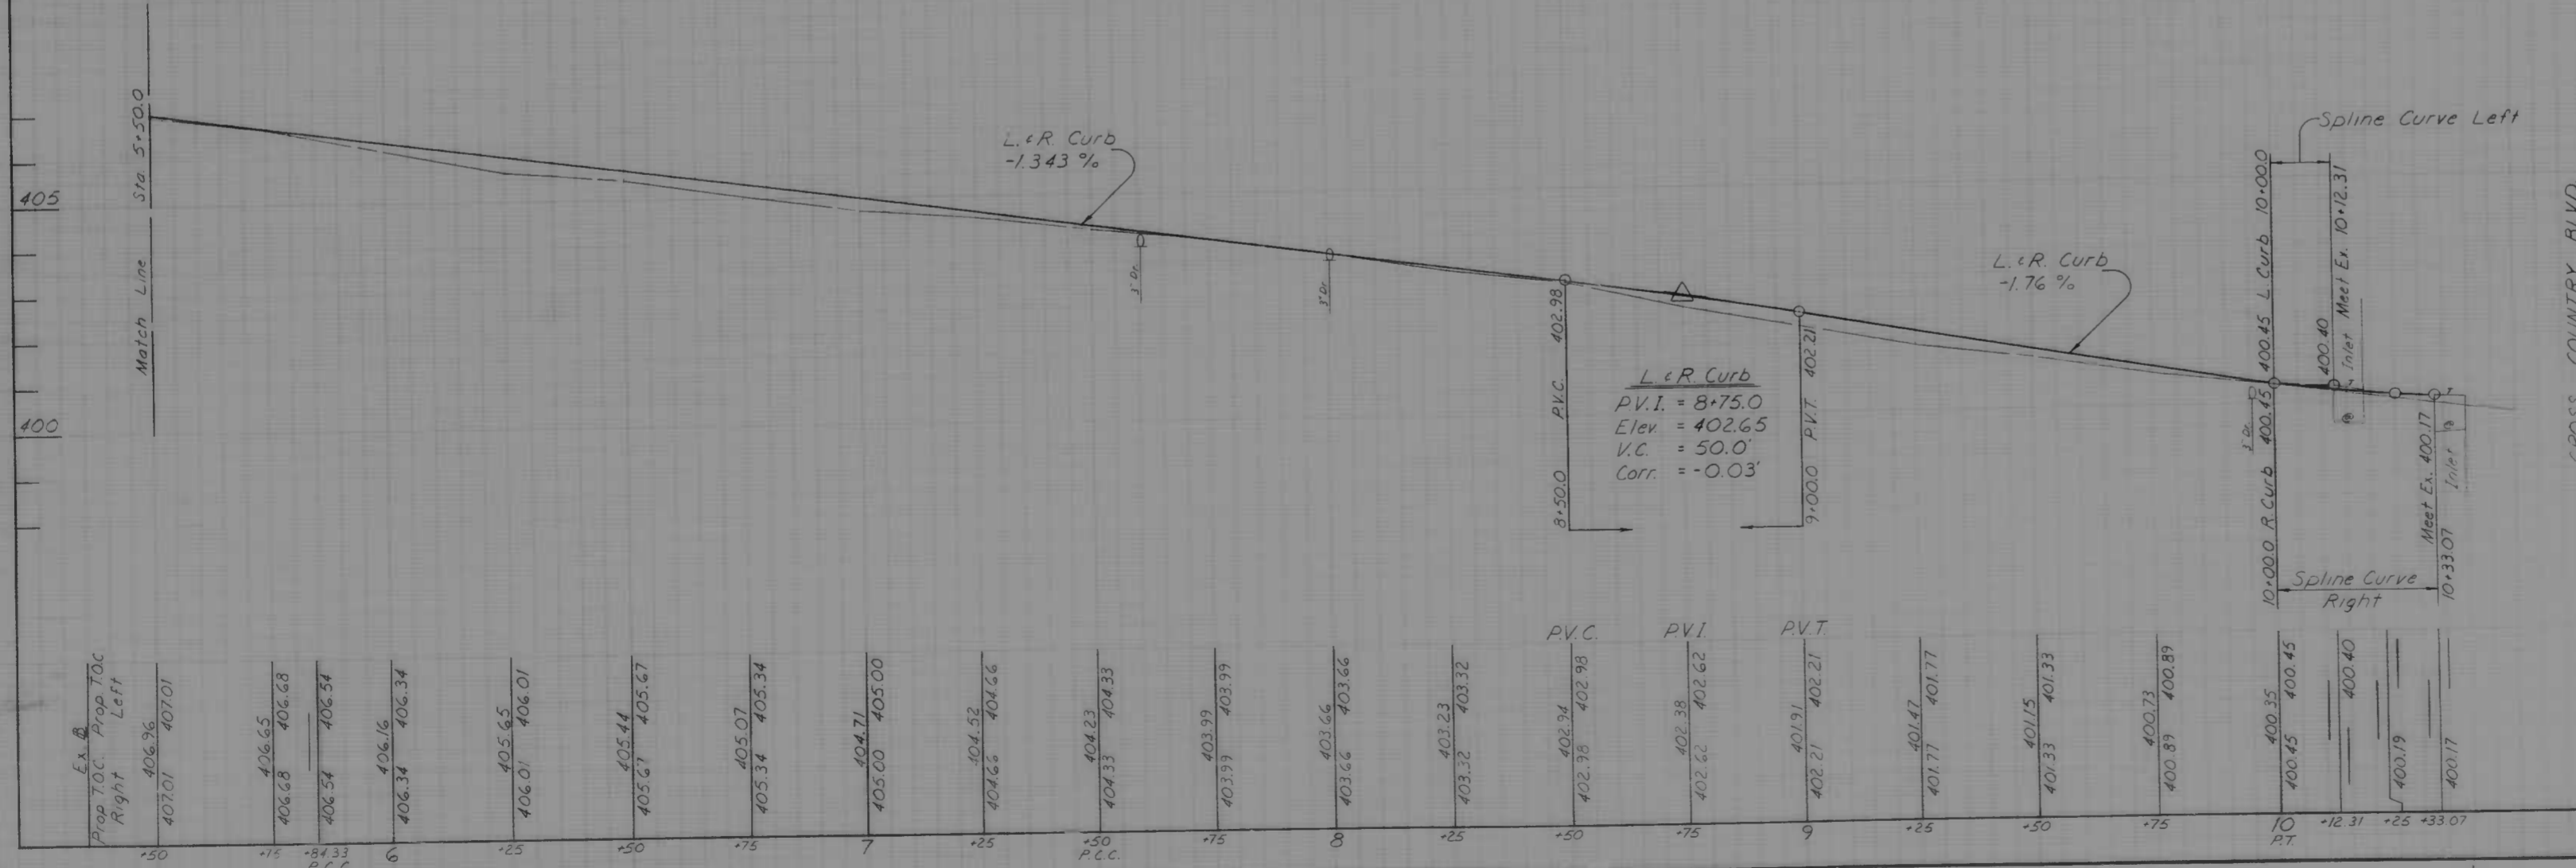 405
400
Match Line Sta. 5+50.0
L. & R. Curb
-1.343 %
3" Dr.
3" Dr.
8+50.0 P.V.C. 402.98
L. & R. Curb
P.V.I. = 8+75.0
Elev. = 402.65
V.C. = 50.0'
Corr. = -0.03'
9+00.0 P.V.T. 402.21
L. & R. Curb
-1.76 %
Spline Curve Left
3" Dr.
10+00.0 R. Curb 400.45 400.45 L. Curb 10+00.0
400.40
Inlet Meet Ex. 10+12.31
Meet Ex. 400.17
10+33.07
Inlet
Spline Curve
Right
CROSS COUNTRY BLVD.
Prop T.O.C. Prop T.O.C
Right Left
Ex. ℄
406.96
407.01 407.01
406.65
406.68 406.68
406.54 406.54
406.16
406.34 406.34
405.65
406.01 406.01
405.44
405.67 405.67
405.07
405.34 405.34
404.71
405.00 405.00
404.52
404.66 404.66
404.23
404.33 404.33
403.99
403.99 403.99
403.66
403.66 403.66
403.23
403.32 403.32
P.V.C.
402.94
402.98 402.98
P.V.I.
402.38
402.62 402.62
P.V.T.
401.91
402.21 402.21
401.47
401.77 401.77
401.15
401.33 401.33
400.73
400.89 400.89
400.35
400.45 400.45
400.40
400.19
400.17
+50 +75 +84.33 6 +25 +50 +75 7 +25 +50 +75 8 +25 +50 +75 9 +25 +50 +75 10 +12.31 +25 +33.07
P.C.C. P.C.C. P.T.